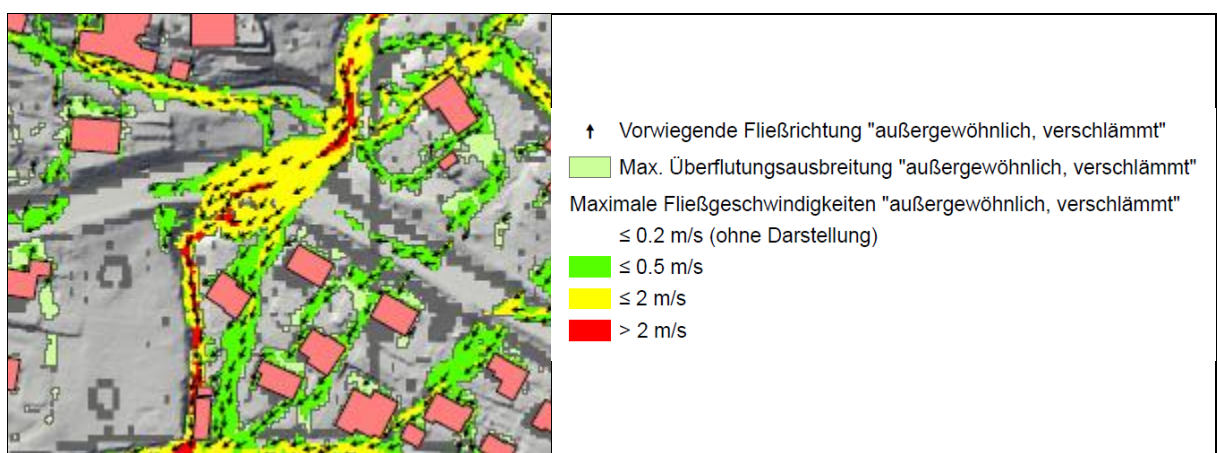 Vorwiegende Fließrichtung "außergewöhnlich, verschlämmt"
Max. Überflutungsausbreitung "außergewöhnlich, verschlämmt"
Maximale Fließgeschwindigkeiten "außergewöhnlich, verschlämmt"
≤ 0.2 m/s (ohne Darstellung)
≤ 0.5 m/s
≤ 2 m/s
> 2 m/s